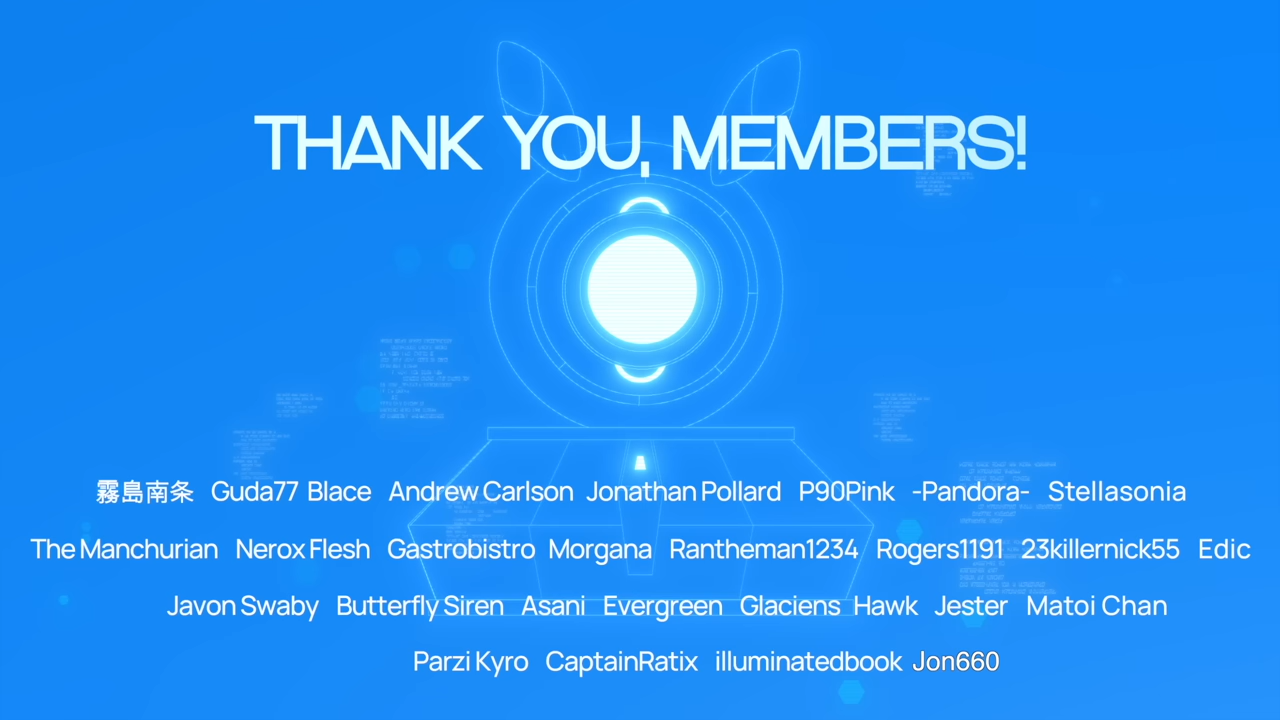 THANK YOU, MEMBERS!
霧島南条 Guda77 Blace Andrew Carlson Jonathan Pollard P90Pink -Pandora- Stellasonia
The Manchurian Nerox Flesh Gastrobistro Morgana Rantheman1234 Rogers1191 23killernick55 Edic
Javon Swaby Butterfly Siren Asani Evergreen Glaciens Hawk Jester Matoi Chan
Parzi Kyro CaptainRatix illuminatedbook Jon660